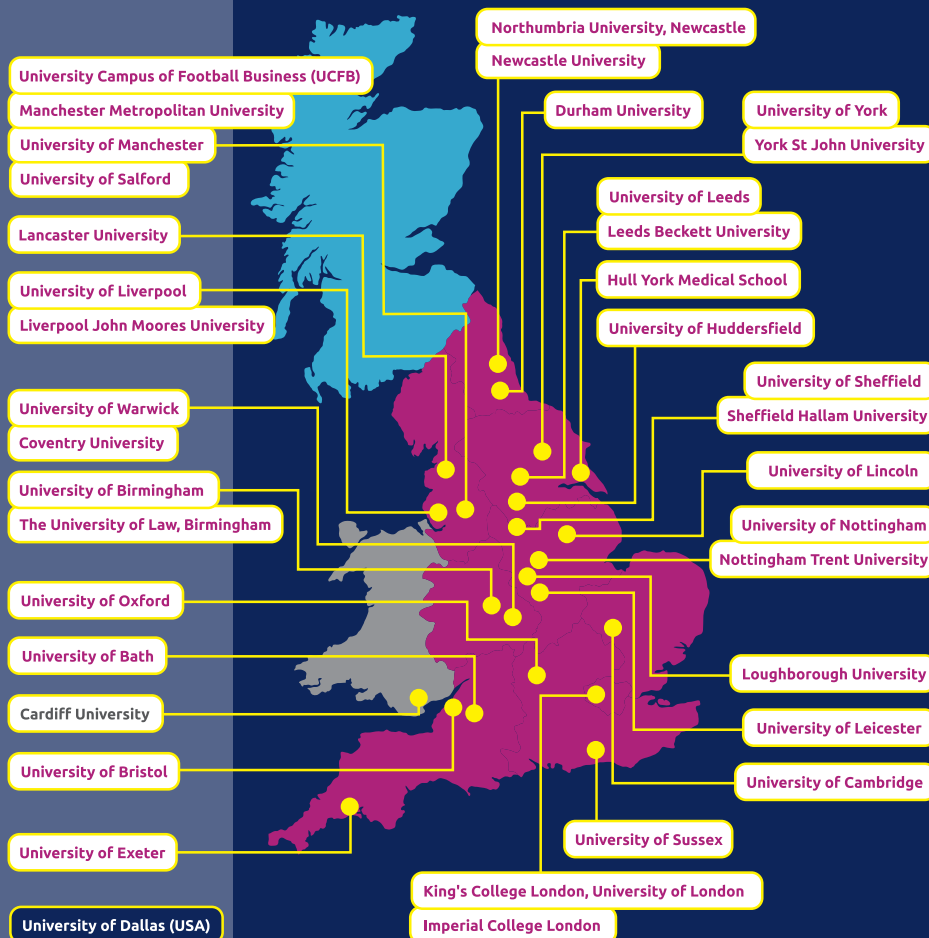 Northumbria University, Newcastle
Newcastle University
University Campus of Football Business (UCFB)
Manchester Metropolitan University
University of Manchester
University of Salford
Durham University
University of York
York St John University
University of Leeds
Leeds Beckett University
Lancaster University
Hull York Medical School
University of Liverpool
Liverpool John Moores University
University of Huddersfield
University of Sheffield
Sheffield Hallam University
University of Warwick
Coventry University
University of Lincoln
University of Birmingham
The University of Law, Birmingham
University of Nottingham
Nottingham Trent University
University of Oxford
University of Bath
Loughborough University
Cardiff University
University of Leicester
University of Bristol
University of Cambridge
University of Sussex
University of Exeter
King's College London, University of London
Imperial College London
University of Dallas (USA)